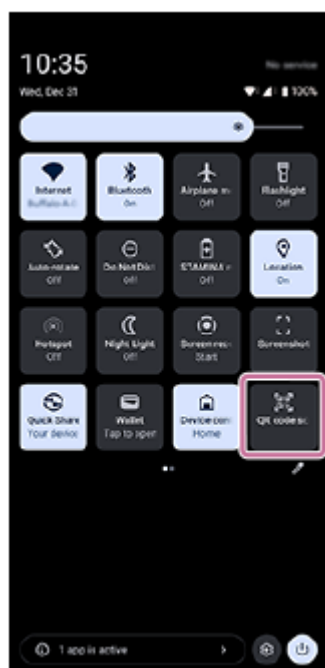 10:35
No service
Wed, Dec 31
100%
Internet
Bluetooth
On
Airplane m
Off
Flashlight
Off
Auto-rotate
Off
Do Not Dist
Off
STAMINA
Off
Location
On
Hotspot
Off
Night Light
Off
Screen rec
Start
Screenshot
Quick Share
Your device
Wallet
Tap to open
Device con
Home
QR code sc
1 app is active